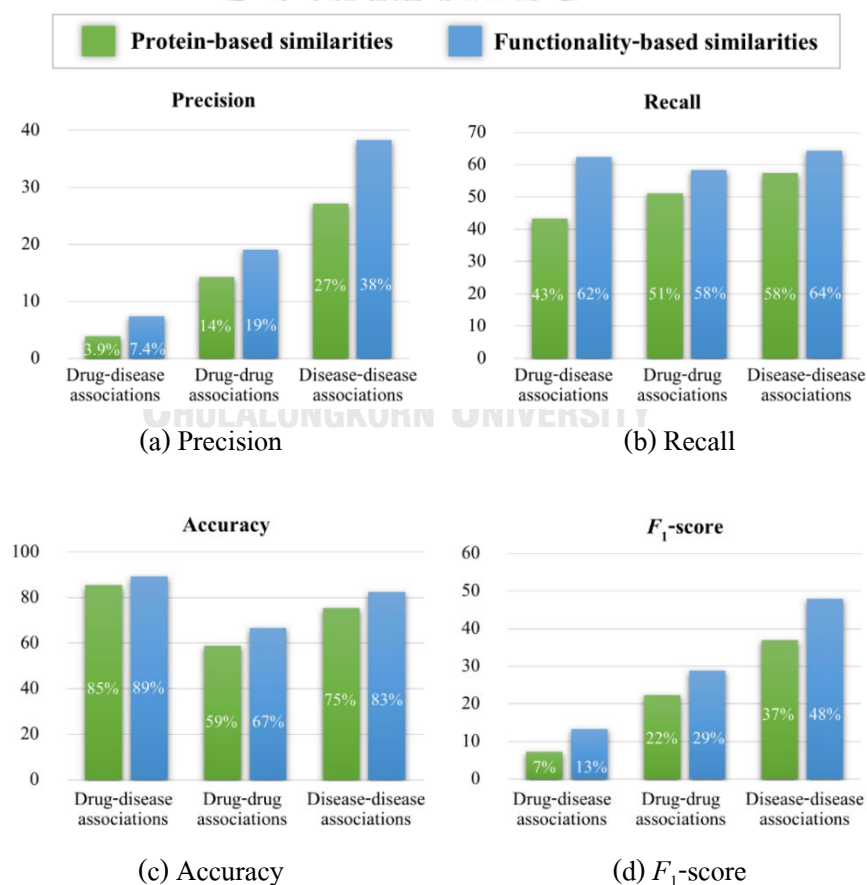 Protein-based similarities Functionality-based similarities
Precision
40
30
20
10
0
3.9% 7.4% 14% 19% 27% 38%
Drug-disease associations
Drug-drug associations
Disease-disease associations
(a) Precision
Recall
70
60
50
40
30
20
10
0
43% 62% 51% 58% 58% 64%
Drug-disease associations
Drug-drug associations
Disease-disease associations
(b) Recall
CHULALONGKORN UNIVERSITY
Accuracy
100
80
60
40
20
0
85% 89% 59% 67% 75% 83%
Drug-disease associations
Drug-drug associations
Disease-disease associations
(c) Accuracy
F1-score
60
50
40
30
20
10
0
7% 13% 22% 29% 37% 48%
Drug-disease associations
Drug-drug associations
Disease-disease associations
(d) F1-score